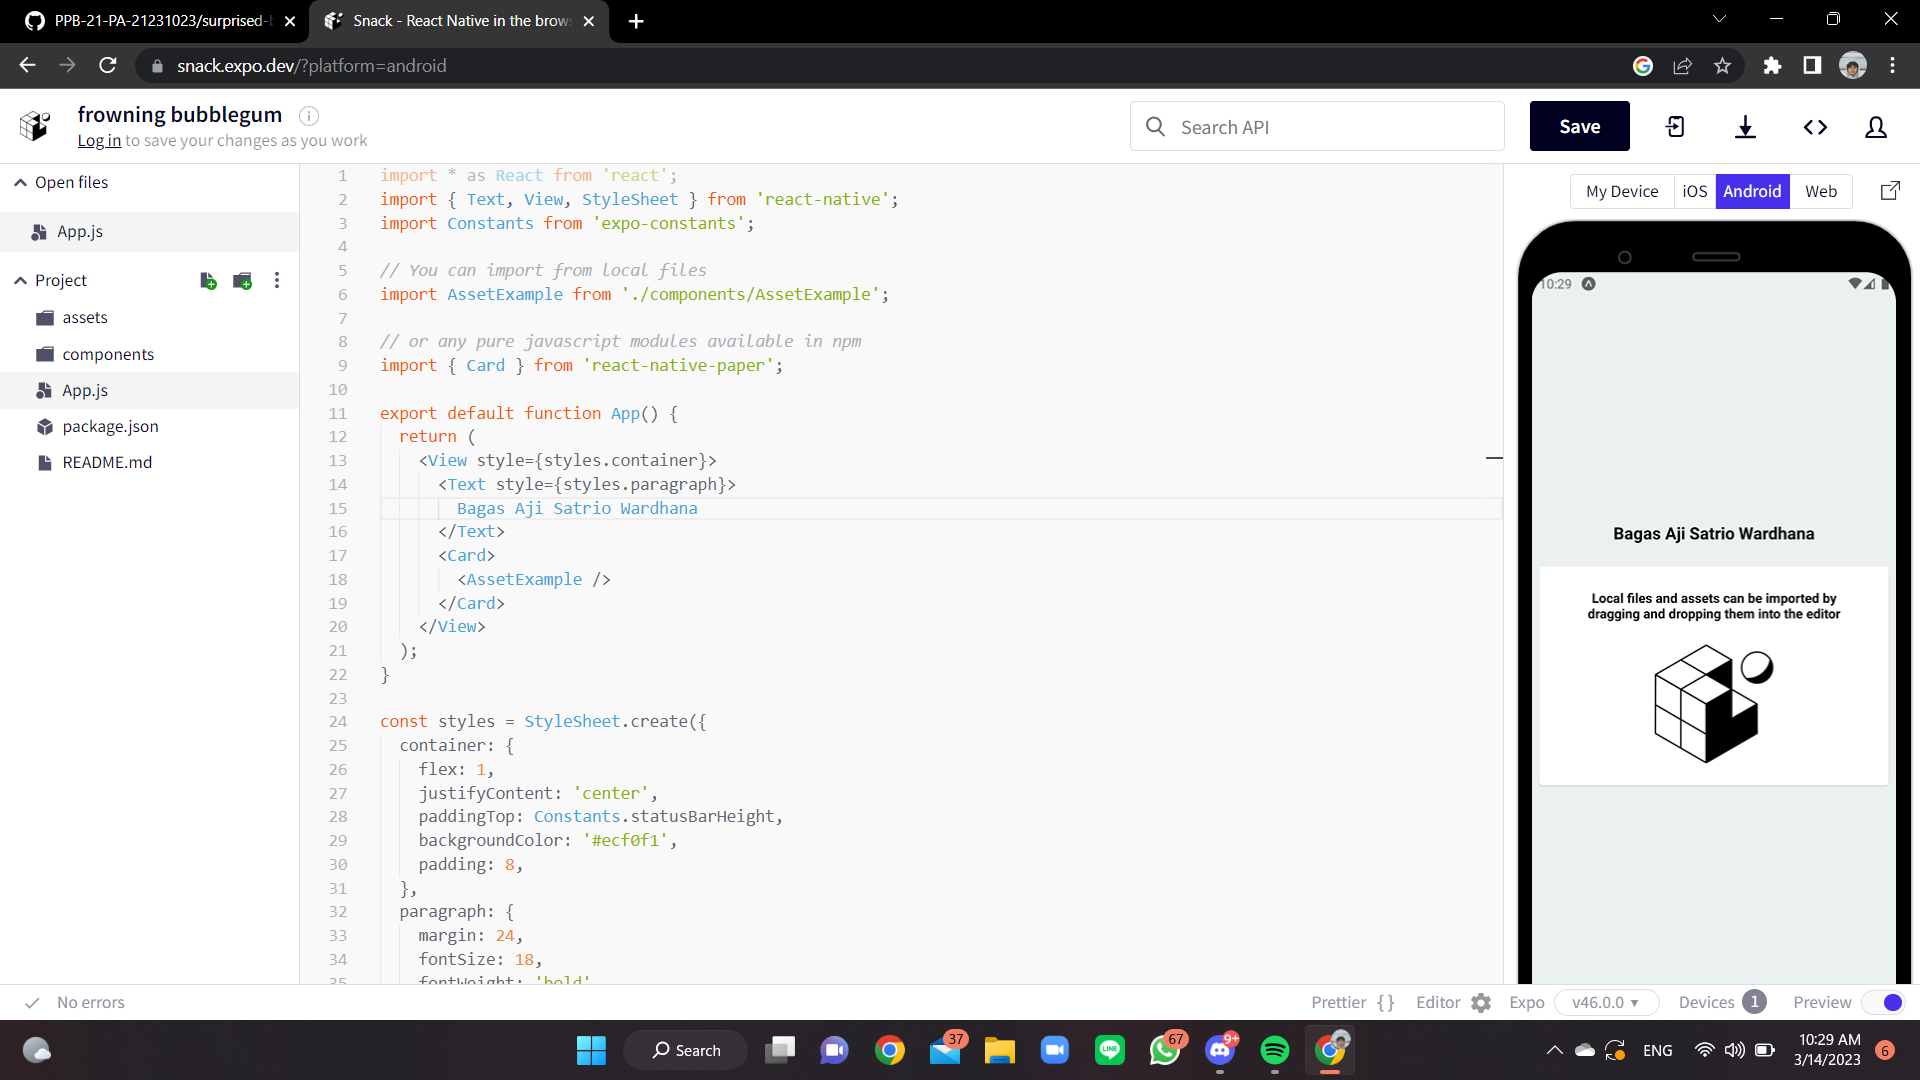 PPB-21-PA-21231023/surprised-b
Snack - React Native in the brows
snack.expo.dev/?platform=android
frowning bubblegum
Log in to save your changes as you work
Search API
Save
Open files
App.js
Project
assets
components
App.js
package.json
README.md
1 import * as React from 'react';
2 import { Text, View, StyleSheet } from 'react-native';
3 import Constants from 'expo-constants';
4
5 // You can import from local files
6 import AssetExample from './components/AssetExample';
7
8 // or any pure javascript modules available in npm
9 import { Card } from 'react-native-paper';
10
11 export default function App() {
12 return (
13 <View style={styles.container}>
14 <Text style={styles.paragraph}>
15 Bagas Aji Satrio Wardhana
16 </Text>
17 <Card>
18 <AssetExample />
19 </Card>
20 </View>
21 );
22 }
23
24 const styles = StyleSheet.create({
25 container: {
26 flex: 1,
27 justifyContent: 'center',
28 paddingTop: Constants.statusBarHeight,
29 backgroundColor: '#ecf0f1',
30 padding: 8,
31 },
32 paragraph: {
33 margin: 24,
34 fontSize: 18,
35 fontWeight: 'bold'
My Device iOS Android Web
10:29
Bagas Aji Satrio Wardhana
Local files and assets can be imported by
dragging and dropping them into the editor
No errors
Prettier { } Editor Expo v46.0.0 Devices 1 Preview
Search
37
LINE
67
9+
ENG
10:29 AM
3/14/2023
6